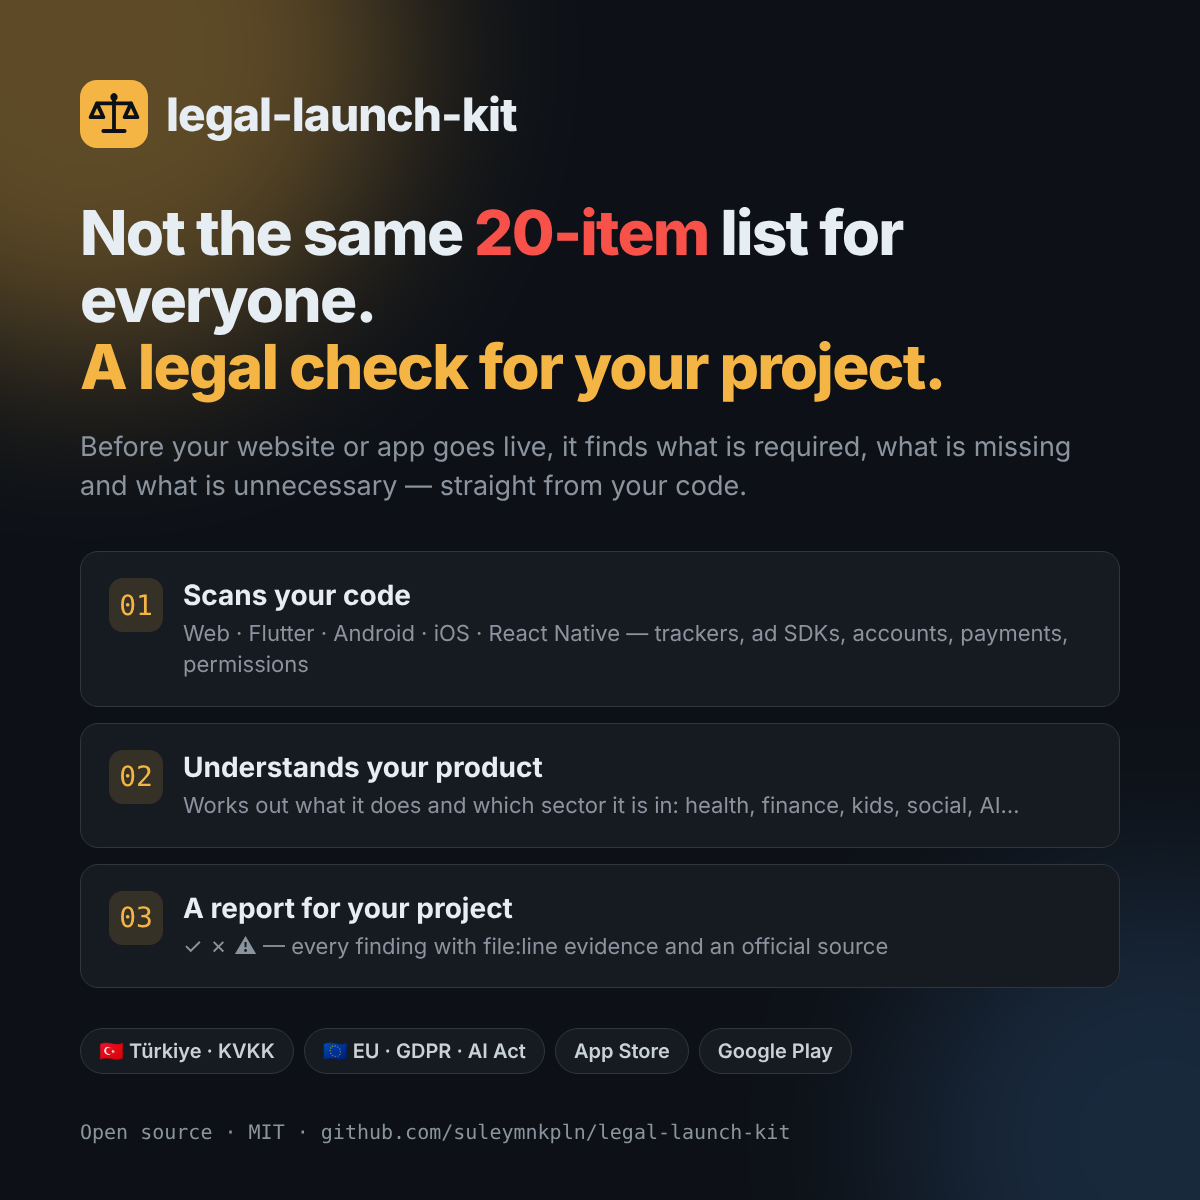 legal-launch-kit
Not the same 20-item list for
everyone.
A legal check for your project.
Before your website or app goes live, it finds what is required, what is missing
and what is unnecessary — straight from your code.
01
Scans your code
Web · Flutter · Android · iOS · React Native — trackers, ad SDKs, accounts, payments,
permissions
02
Understands your product
Works out what it does and which sector it is in: health, finance, kids, social, AI...
03
A report for your project
✓ × ⚠ — every finding with file:line evidence and an official source
🇹🇷 Türkiye · KVKK
🇪🇺 EU · GDPR · AI Act
App Store
Google Play
Open source · MIT · github.com/suleymnkpln/legal-launch-kit